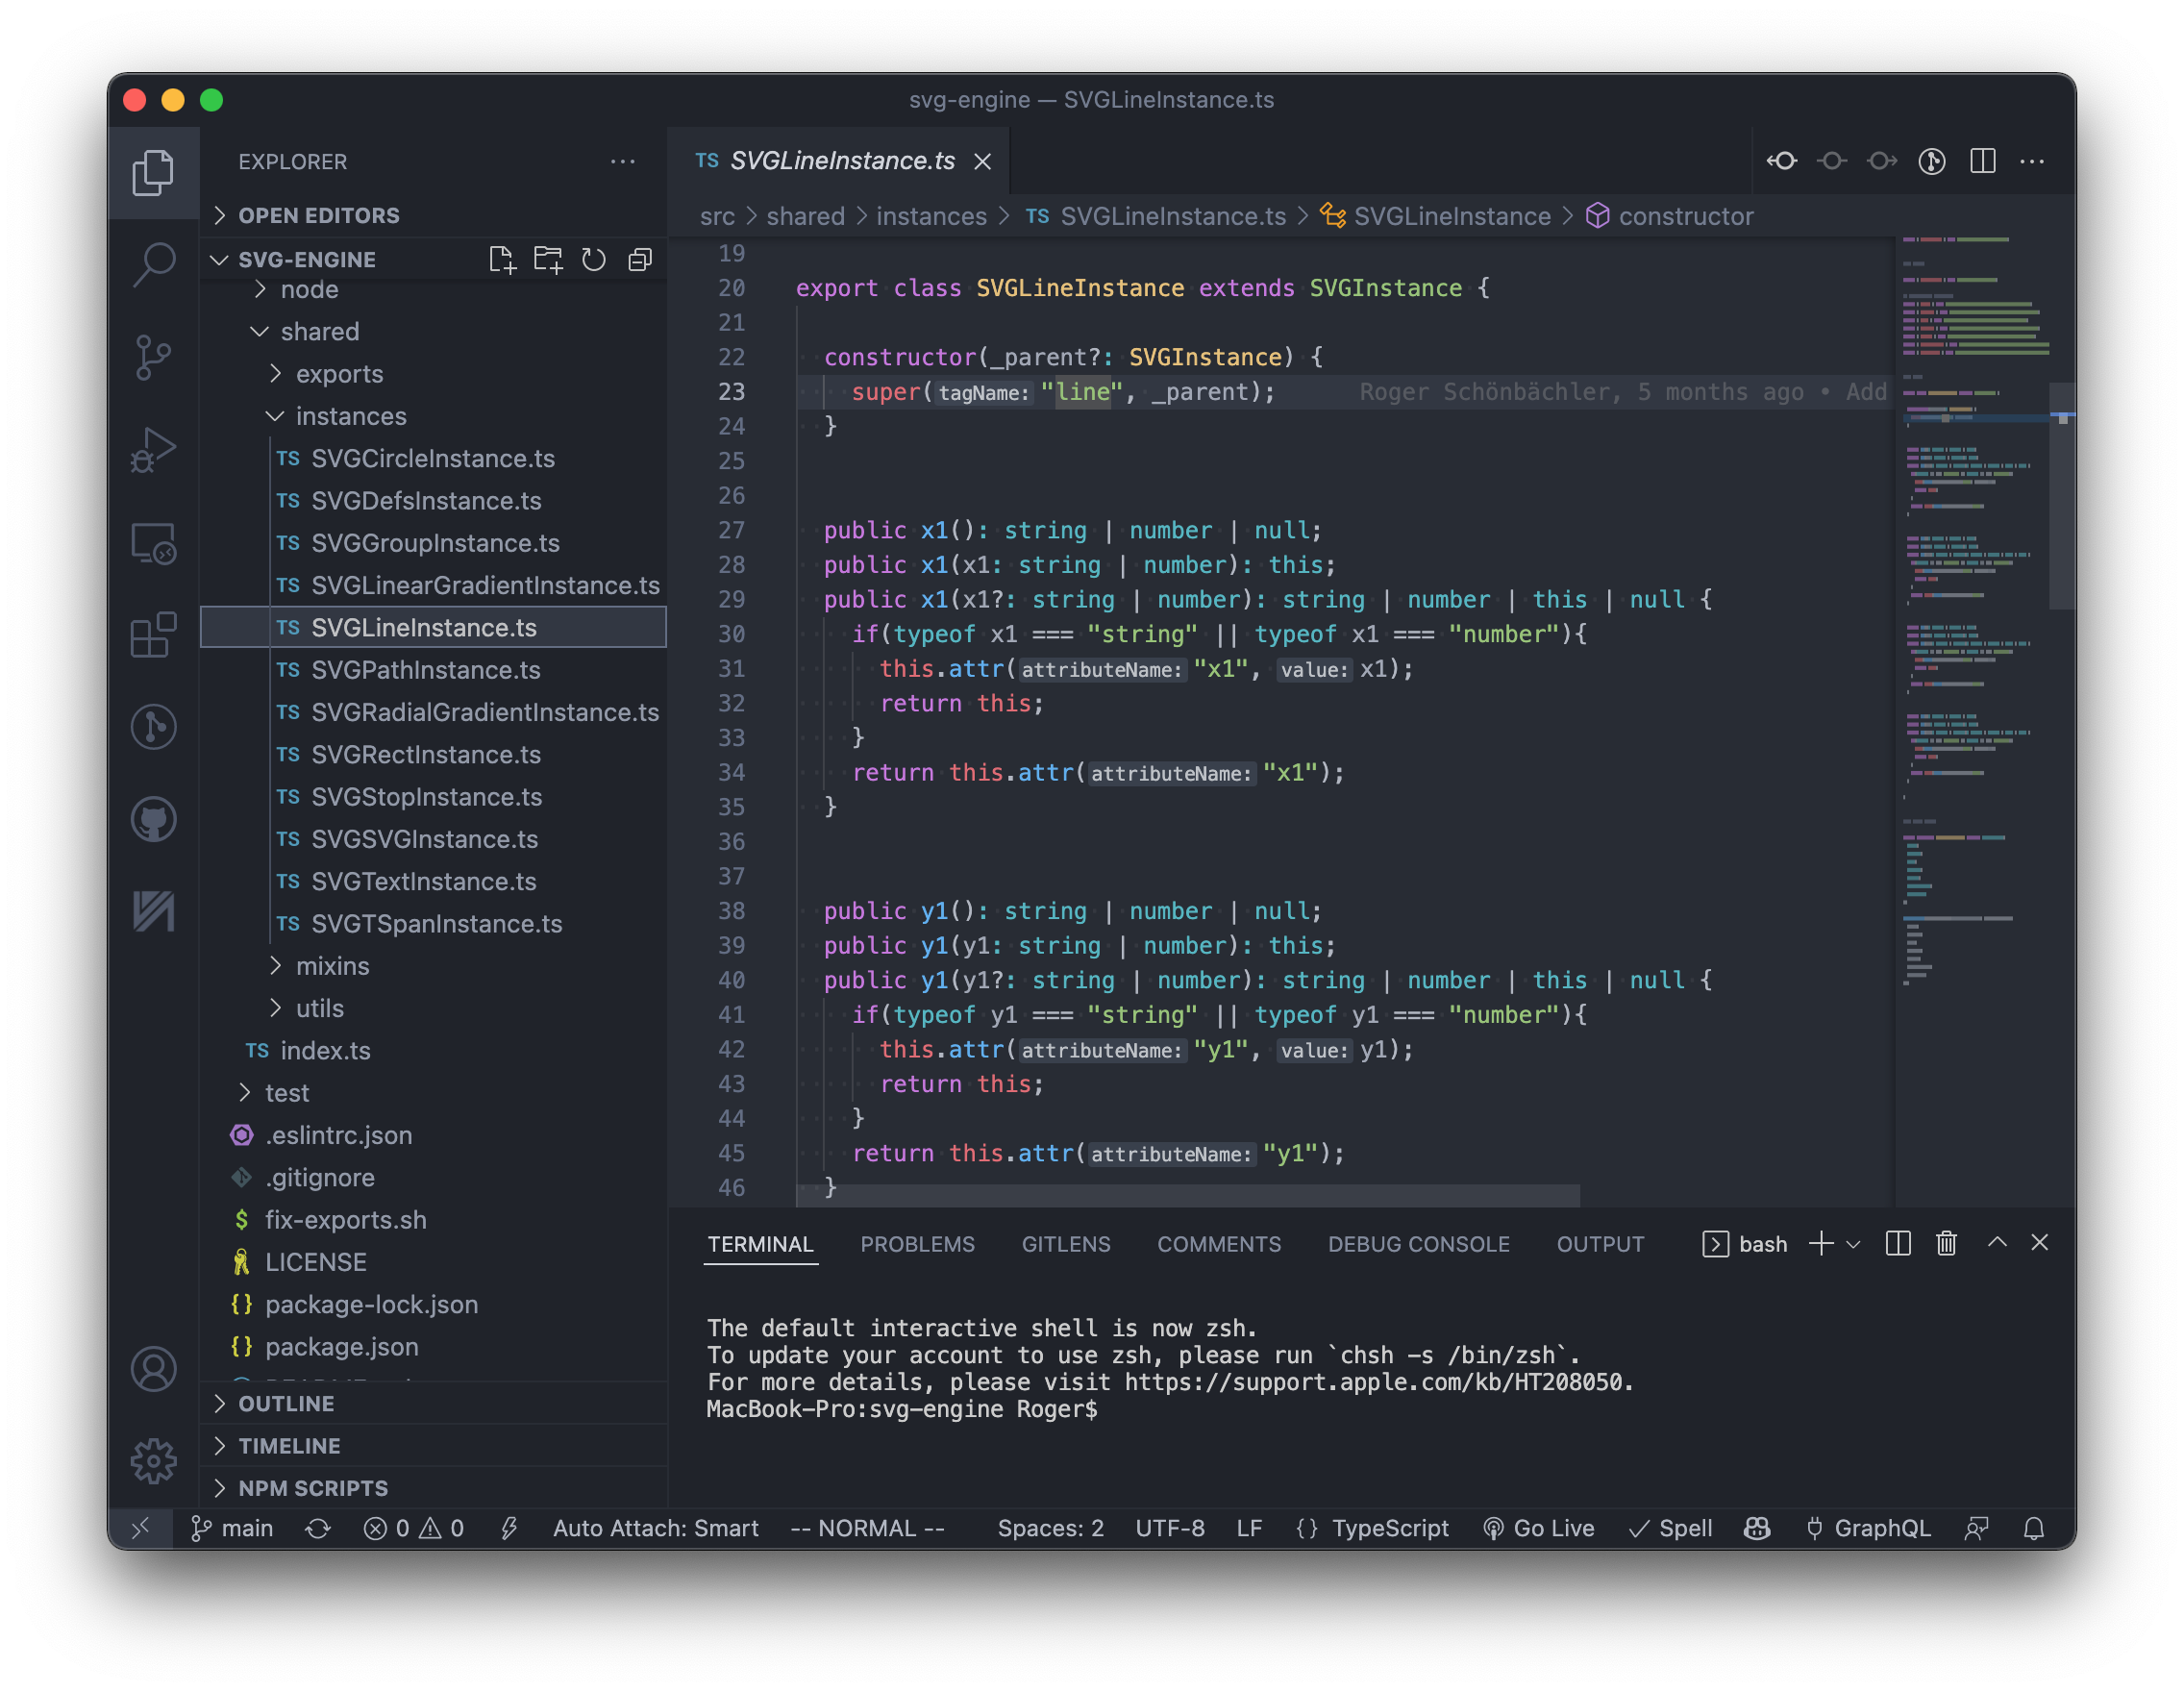 svg-engine — SVGLineInstance.ts
EXPLORER
OPEN EDITORS
SVG-ENGINE
node
shared
exports
instances
TS SVGCircleInstance.ts
TS SVGDefsInstance.ts
TS SVGGroupInstance.ts
TS SVGLinearGradientInstance.ts
TS SVGLineInstance.ts
TS SVGPathInstance.ts
TS SVGRadialGradientInstance.ts
TS SVGRectInstance.ts
TS SVGStopInstance.ts
TS SVGSVGInstance.ts
TS SVGTextInstance.ts
TS SVGTSpanInstance.ts
mixins
utils
TS index.ts
test
.eslintrc.json
.gitignore
$ fix-exports.sh
LICENSE
{} package-lock.json
{} package.json
OUTLINE
TIMELINE
NPM SCRIPTS
TS SVGLineInstance.ts
src > shared > instances > TS SVGLineInstance.ts > SVGLineInstance > constructor
19
20 export class SVGLineInstance extends SVGInstance {
21
22 constructor(_parent?: SVGInstance) {
23 super(tagName: "line", _parent); Roger Schönbächler, 5 months ago • Add
24 }
25
26
27 public x1(): string | number | null;
28 public x1(x1: string | number): this;
29 public x1(x1?: string | number): string | number | this | null {
30 if(typeof x1 === "string" || typeof x1 === "number"){
31 this.attr(attributeName: "x1", value: x1);
32 return this;
33 }
34 return this.attr(attributeName: "x1");
35 }
36
37
38 public y1(): string | number | null;
39 public y1(y1: string | number): this;
40 public y1(y1?: string | number): string | number | this | null {
41 if(typeof y1 === "string" || typeof y1 === "number"){
42 this.attr(attributeName: "y1", value: y1);
43 return this;
44 }
45 return this.attr(attributeName: "y1");
46 }
TERMINAL PROBLEMS GITLENS COMMENTS DEBUG CONSOLE OUTPUT bash
The default interactive shell is now zsh.
To update your account to use zsh, please run `chsh -s /bin/zsh`.
For more details, please visit https://support.apple.com/kb/HT208050.
MacBook-Pro:svg-engine Roger$
main 0 0 Auto Attach: Smart -- NORMAL -- Spaces: 2 UTF-8 LF {} TypeScript Go Live Spell GraphQL